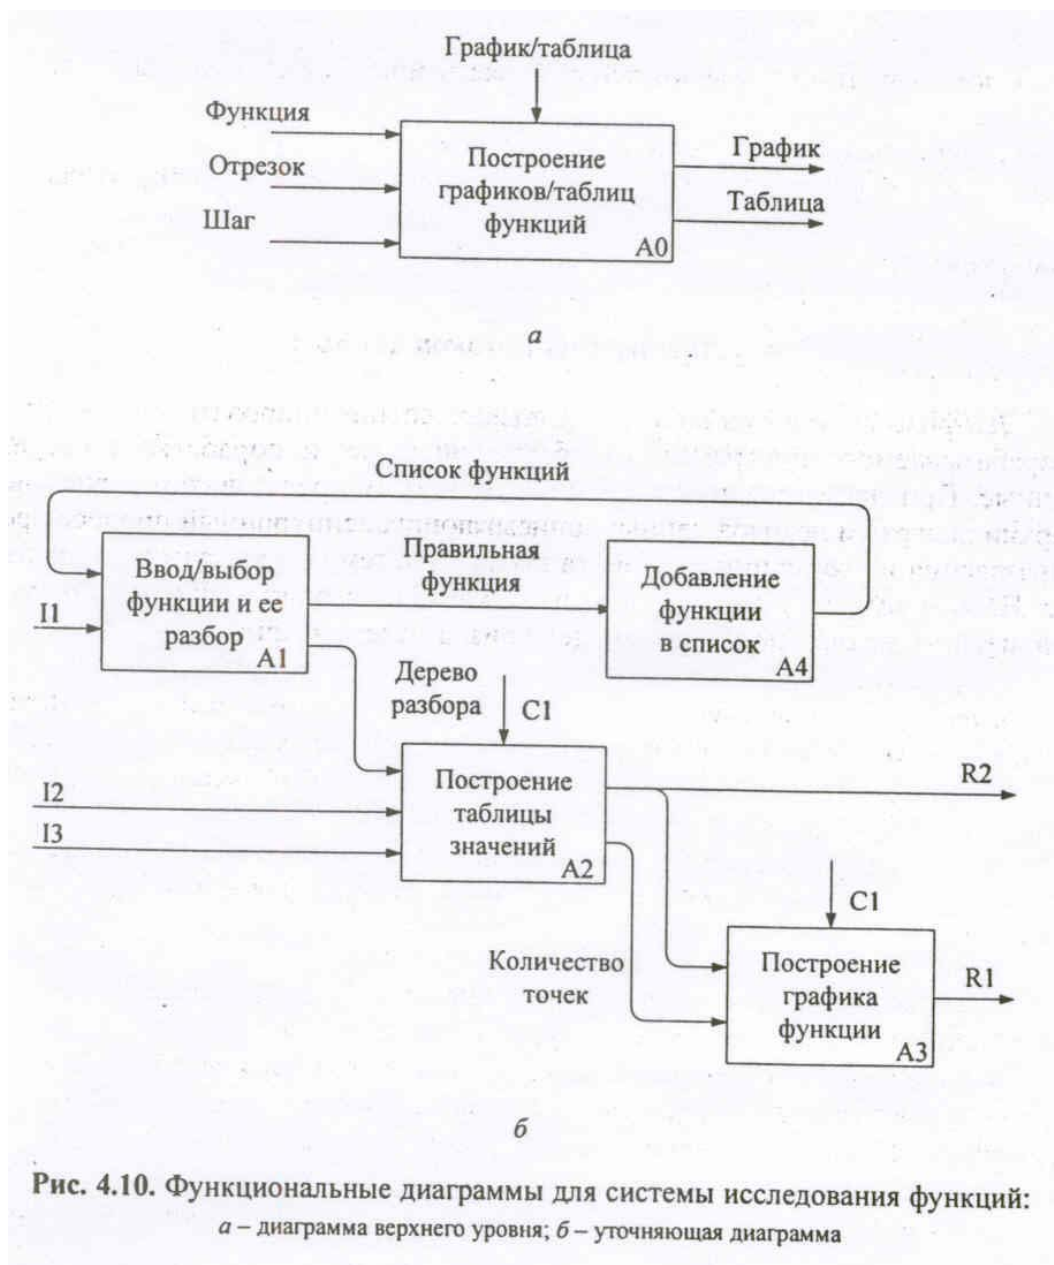 График/таблица
Функция
Отрезок
Шаг
Построение
графиков/таблиц
функций
A0
График
Таблица
а
Список функций
Ввод/выбор
функции и ее
разбор
A1
I1
Правильная
функция
Добавление
функции
в список
A4
Дерево
разбора
C1
I2
I3
Построение
таблицы
значений
A2
R2
C1
Количество
точек
Построение
графика
функции
A3
R1
б
Рис. 4.10. Функциональные диаграммы для системы исследования функций:
а – диаграмма верхнего уровня; б – уточняющая диаграмма